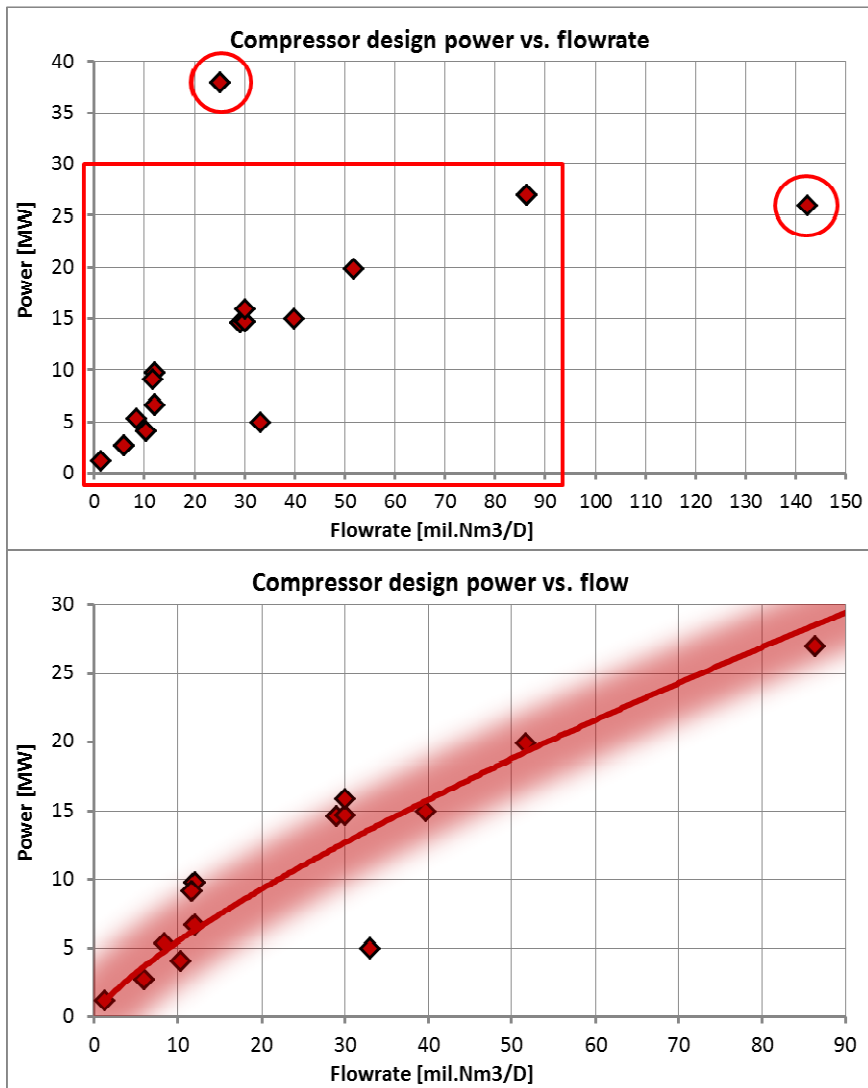 Compressor design power vs. flowrate
40
35
30
25
20
15
10
5
0
Power [MW]
0 10 20 30 40 50 60 70 80 90 100 110 120 130 140 150
Flowrate [mil.Nm3/D]
Compressor design power vs. flow
30
25
20
15
10
5
0
Power [MW]
0 10 20 30 40 50 60 70 80 90
Flowrate [mil.Nm3/D]